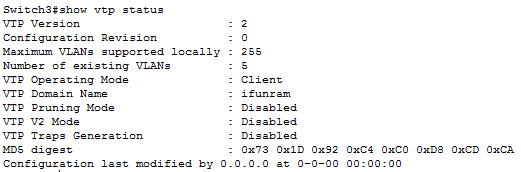 Switch3#show vtp status
VTP Version : 2
Configuration Revision : 0
Maximum VLANs supported locally : 255
Number of existing VLANs : 5
VTP Operating Mode : Client
VTP Domain Name : ifunram
VTP Pruning Mode : Disabled
VTP V2 Mode : Disabled
VTP Traps Generation : Disabled
MD5 digest : 0x73 0x1D 0x92 0xC4 0xC0 0xD8 0xCD 0xCA
Configuration last modified by 0.0.0.0 at 0-0-00 00:00:00